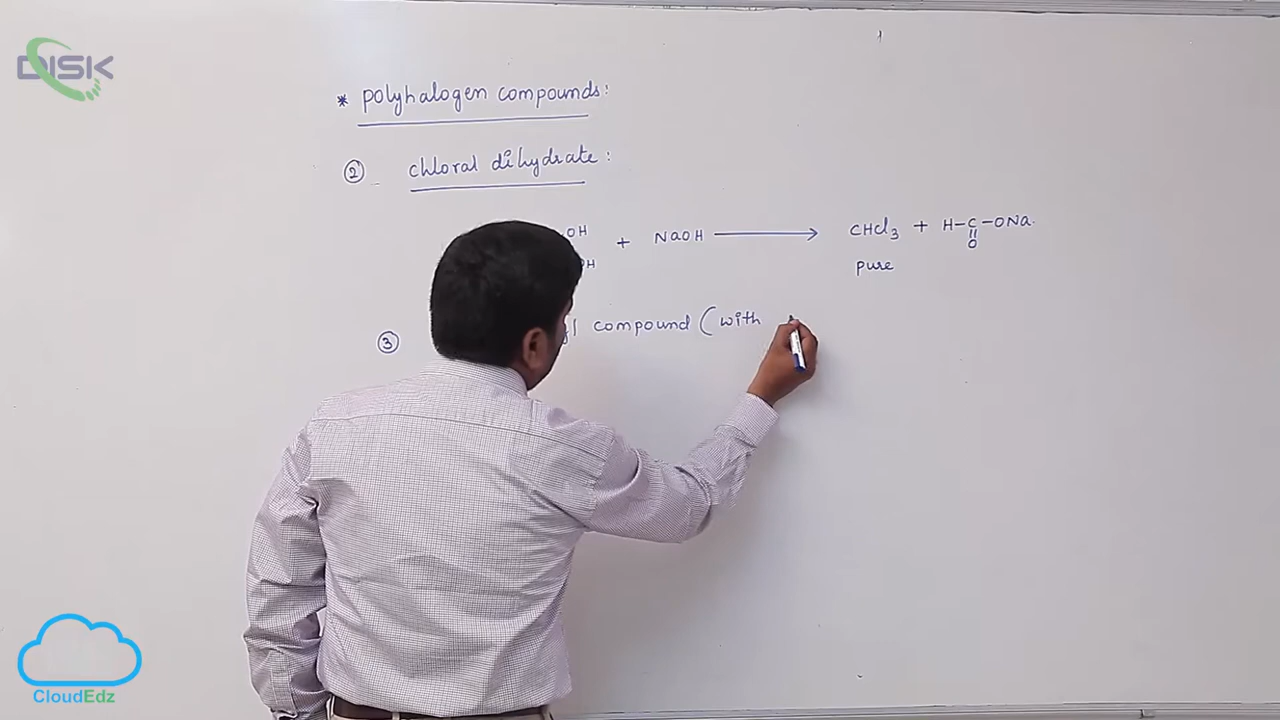 DISK
* polyhalogen compounds:
② chloral dihydrate:
OH + NaOH ⟶ CHCl3 + H-C-ONa.
OH
O
pure
③ compound (with
CloudEdz